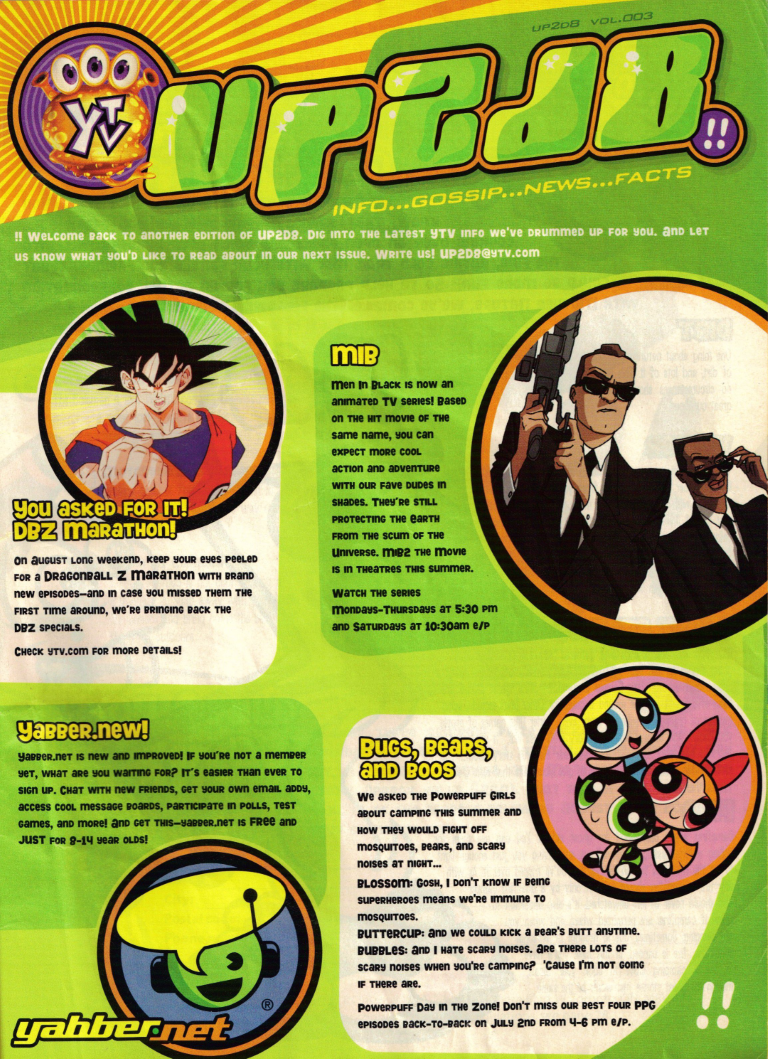 UP2D8 VOL.003
YTV
UP2D8!!
INFO...GOSSIP...NEWS...FACTS
!! Welcome back to another edition of UP2D8. Dig into the latest YTV info we've drummed up for you. And let
us know what you'd like to read about in our next issue. Write us! UP2D8@ytv.com
You asked for it!
DBZ Marathon!
On August long weekend, keep your eyes peeled
for a Dragonball Z Marathon with brand
new episodes—and in case you missed them the
first time around, we're bringing back the
DBZ specials.
Check ytv.com for more details!
MIB
Men In Black is now an
animated TV series! Based
on the hit movie of the
same name, you can
expect more cool
action and adventure
with our fave dudes in
shades. They're still
protecting the Earth
from the scum of the
Universe. MIB2 the Movie
is in theatres this summer.
Watch the series
Mondays-Thursdays at 5:30 pm
and Saturdays at 10:30am e/p
Yabber.new!
Yabber.net is new and improved! If you're not a member
yet, what are you waiting for? It's easier than ever to
sign up. Chat with new friends, get your own email addy,
access cool message boards, participate in polls, test
games, and more! And get this—yabber.net is FREE and
JUST for 8-14 year olds!
®
yabber.net
Bugs, Bears,
and Boos
We asked the Powerpuff Girls
about camping this summer and
how they would fight off
mosquitoes, bears, and scary
noises at night...
Blossom: Gosh, I don't know if being
superheroes means we're immune to
mosquitoes.
Buttercup: And we could kick a bear's butt anytime.
Bubbles: And I hate scary noises. Are there lots of
scary noises when you're camping? 'Cause I'm not going
if there are.
Powerpuff Day in The Zone! Don't miss our best four PPG
episodes back-to-back on July 2nd from 4-6 pm e/p.
!!